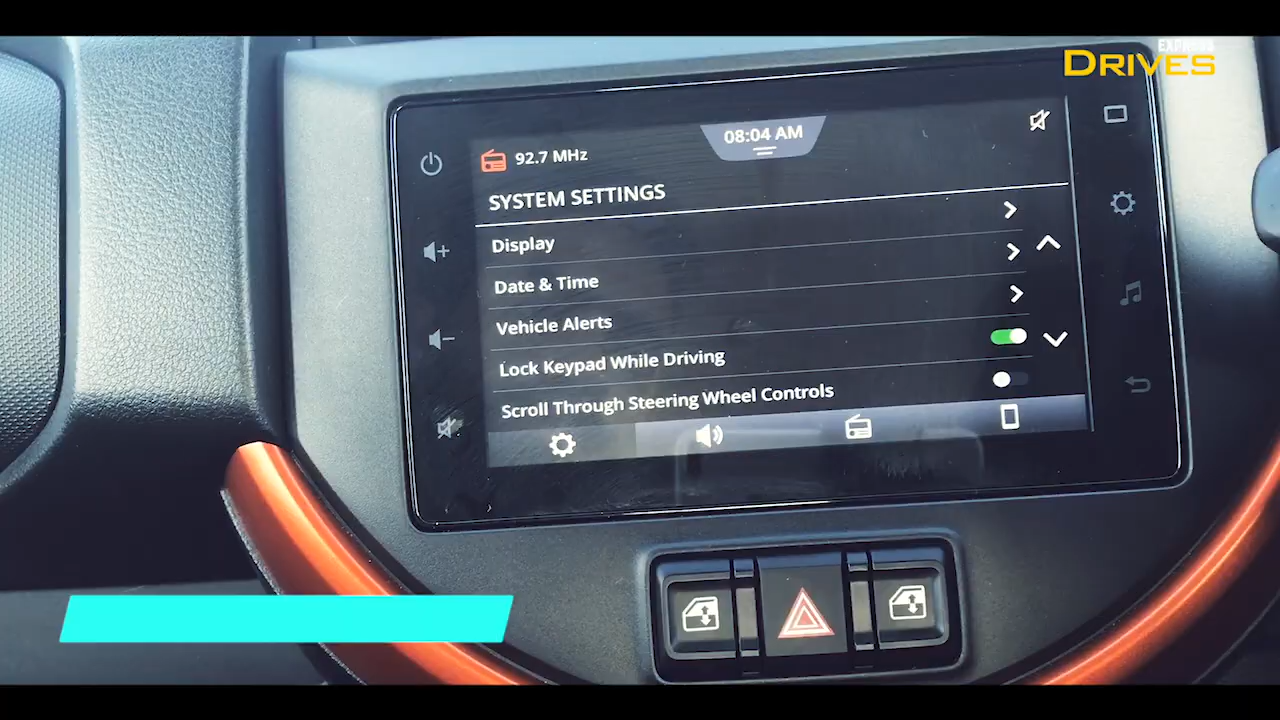 EXPRESS
DRIVES
08:04 AM
92.7 MHz
SYSTEM SETTINGS
Display
Date & Time
Vehicle Alerts
Lock Keypad While Driving
Scroll Through Steering Wheel Controls